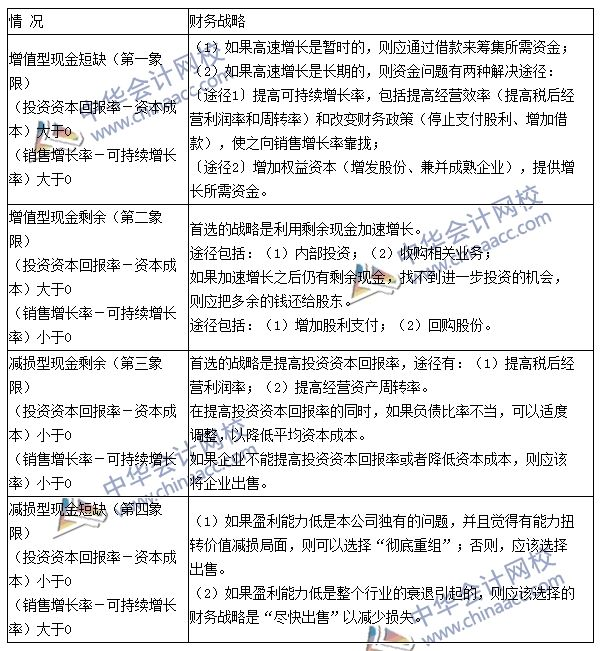 情 况
财务战略
增值型现金短缺（第一象
限）
（投资资本回报率－资本成
本）大于0
（销售增长率－可持续增长
率）大于0
（1）如果高速增长是暂时的，则应通过借款来筹集所需资金；
（2）如果高速增长是长期的，则资金问题有两种解决途径：
〔途径1〕提高可持续增长率，包括提高经营效率（提高税后经
营利润率和周转率）和改变财务政策（停止支付股利、增加借
款），使之向销售增长率靠拢；
〔途径2〕增加权益资本（增发股份、兼并成熟企业），提供增
长所需资金。
增值型现金剩余（第二象
限）
（投资资本回报率－资本成
本）大于0
（销售增长率－可持续增长
率）小于0
首选的战略是利用剩余现金加速增长。
途径包括：（1）内部投资；（2）收购相关业务；
如果加速增长之后仍有剩余现金，找不到进一步投资的机会，
则应把多余的钱还给股东。
途径包括：（1）增加股利支付；（2）回购股份。
减损型现金剩余（第三象
限）
（投资资本回报率－资本成
本）小于0
（销售增长率－可持续增长
率）小于0
首选的战略是提高投资资本回报率，途径有：（1）提高税后经
营利润率；（2）提高经营资产周转率。
在提高投资资本回报率的同时，如果负债比率不当，可以适度
调整，以降低平均资本成本。
如果企业不能提高投资资本回报率或者降低资本成本，则应该
将企业出售。
减损型现金短缺（第四象
限）
（投资资本回报率－资本成
本）小于0
（销售增长率－可持续增长
率）大于0
（1）如果盈利能力低是本公司独有的问题，并且觉得有能力扭
转价值减损局面，则可以选择“彻底重组”；否则，应该选择
出售。
（2）如果盈利能力低是整个行业的衰退引起的，则应该选择的
财务战略是“尽快出售”以减少损失。
中华会计网校
www.chinaacc.com
中华会计网校
www.chinaacc.com
中华会计网校
www.chinaacc.com
中华会计网校
www.chinaacc.com